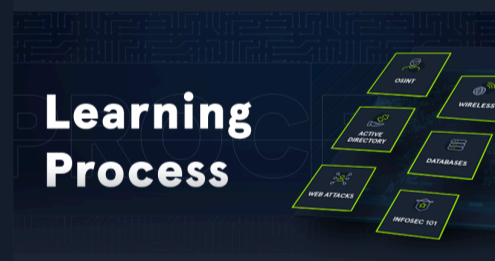 Learning
Process
OSINT
WIRELESS
ACTIVE
DIRECTORY
DATABASES
WEB ATTACKS
INFOSEC 101